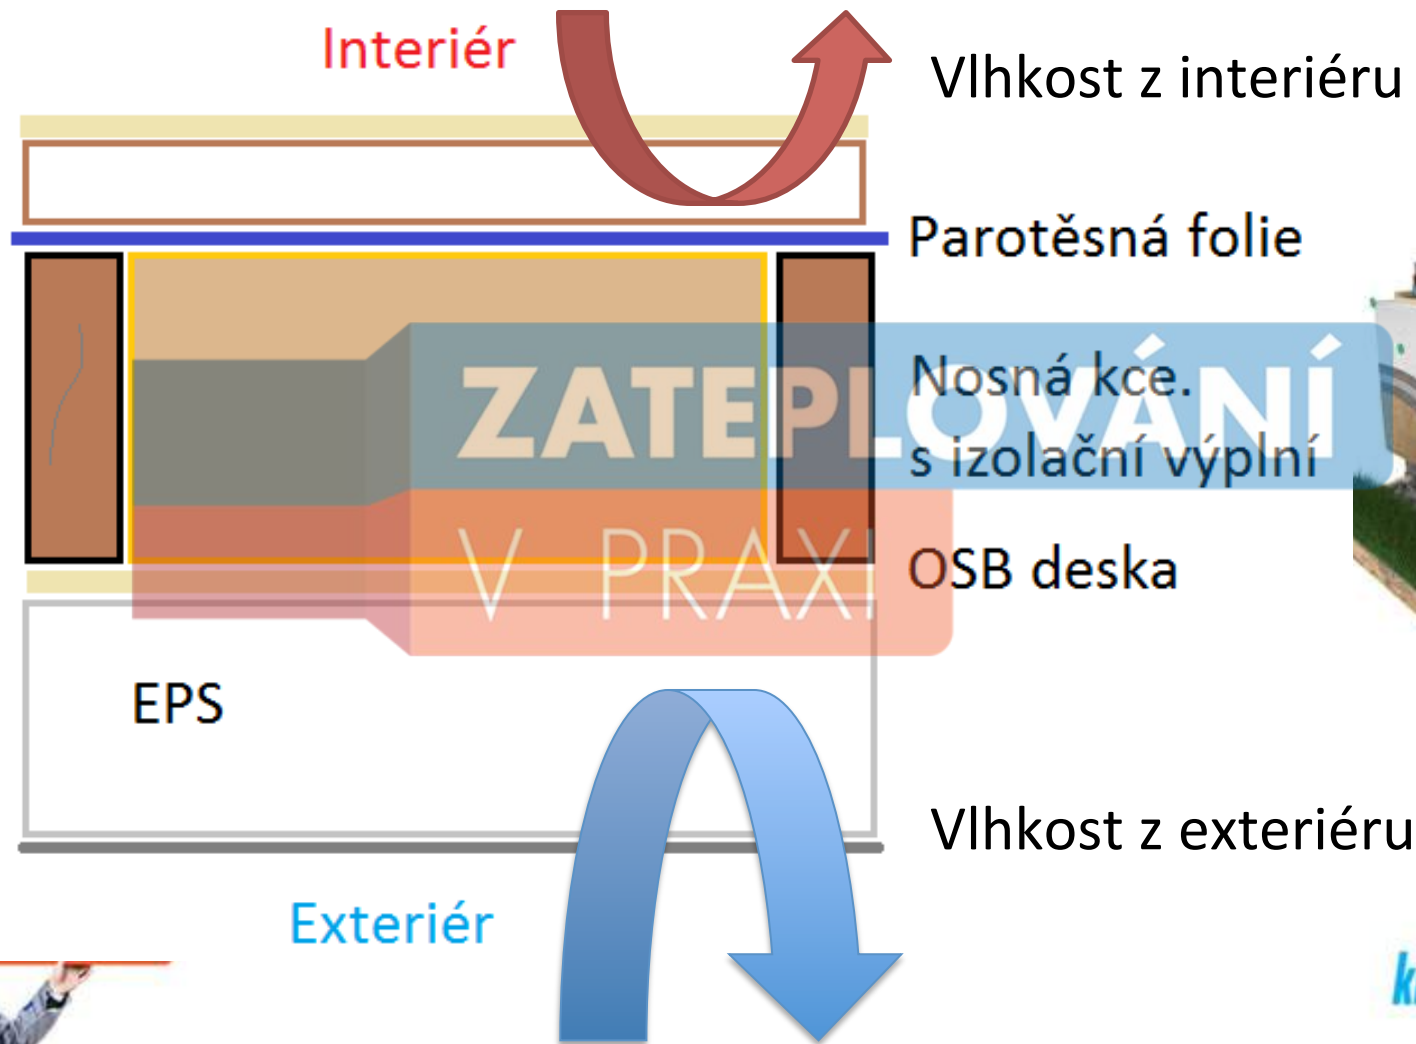 Interiér
Vlhkost z interiéru
Parotěsná folie
Nosná kce.
s izolační výplní
ZATEPLOVÁNÍ
V PRAXI
OSB deska
EPS
Vlhkost z exteriéru
Exteriér